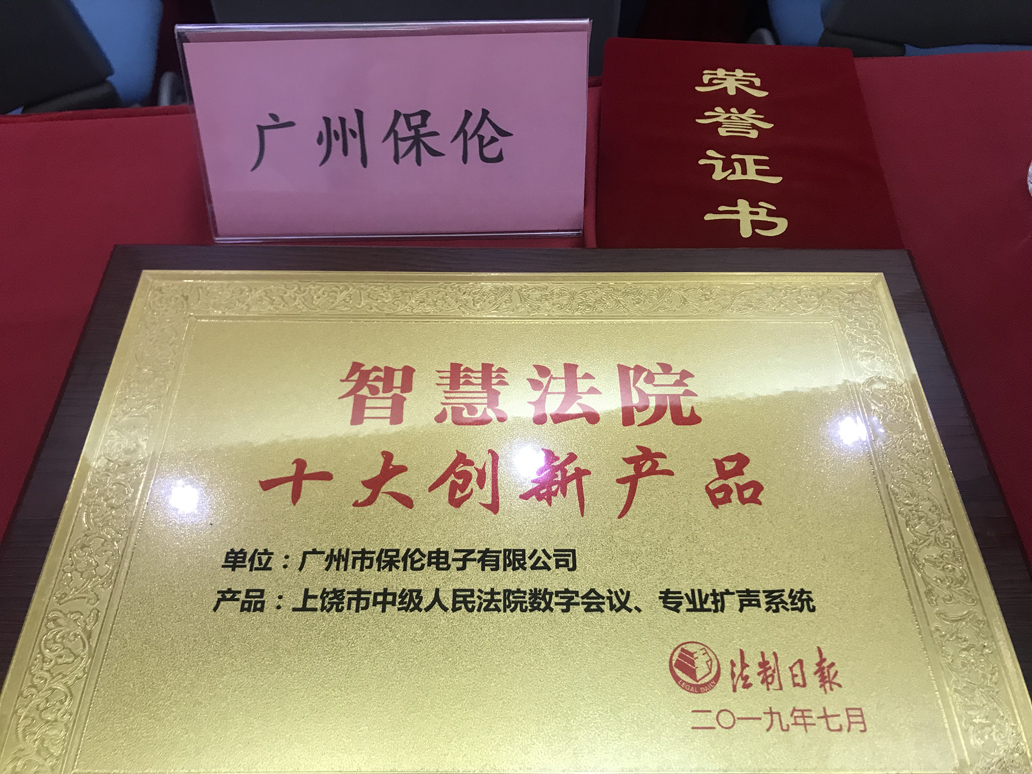 广州保伦
荣誉证书
智慧法院
十大创新产品
单位：广州市保伦电子有限公司
产品：上饶市中级人民法院数字会议、专业扩声系统
LEGAL DAILY
法制日报
二〇一九年七月